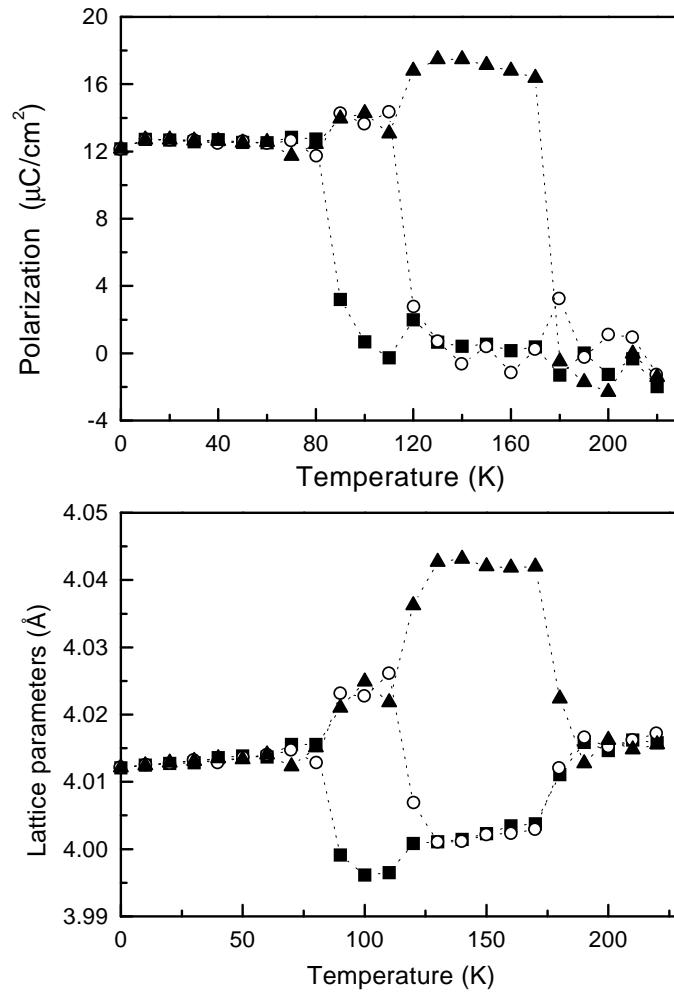 20
16
12
8
4
0
-4
Polarization (μC/cm²)
0 40 80 120 160 200
Temperature (K)
4.05
4.04
4.03
4.02
4.01
4.00
3.99
Lattice parameters (Å)
0 50 100 150 200
Temperature (K)